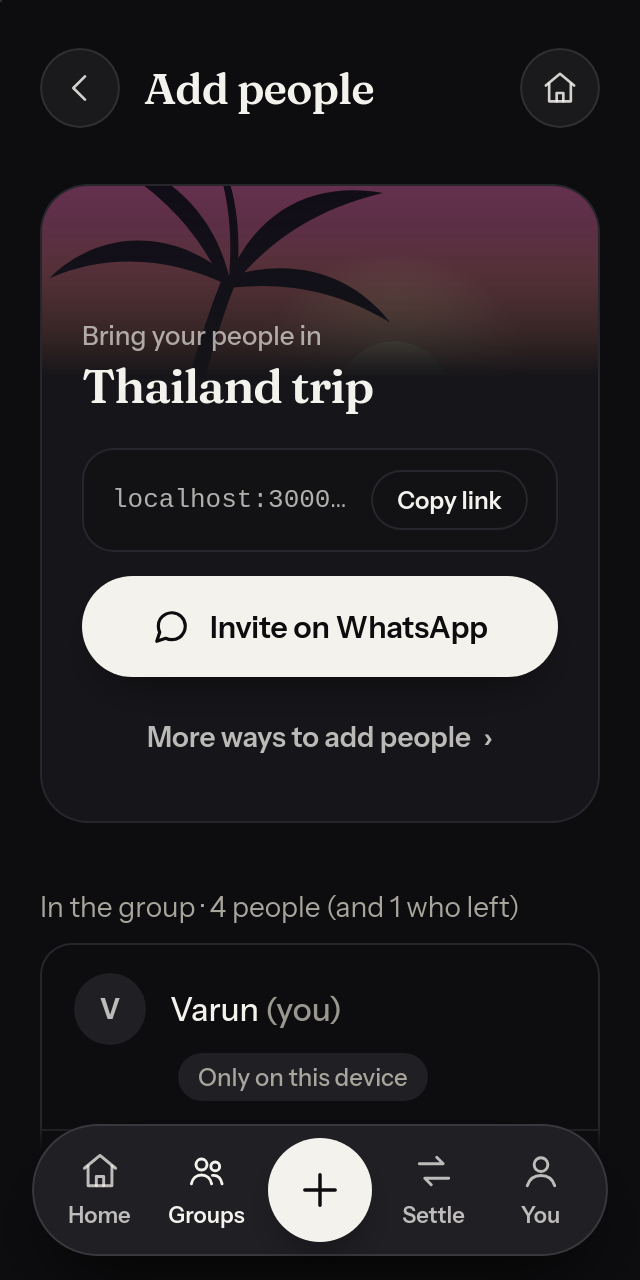 Add people
Bring your people in
Thailand trip
localhost:3000…
Copy link
Invite on WhatsApp
More ways to add people ›
In the group · 4 people (and 1 who left)
V
Varun (you)
Only on this device
Home
Groups
Settle
You